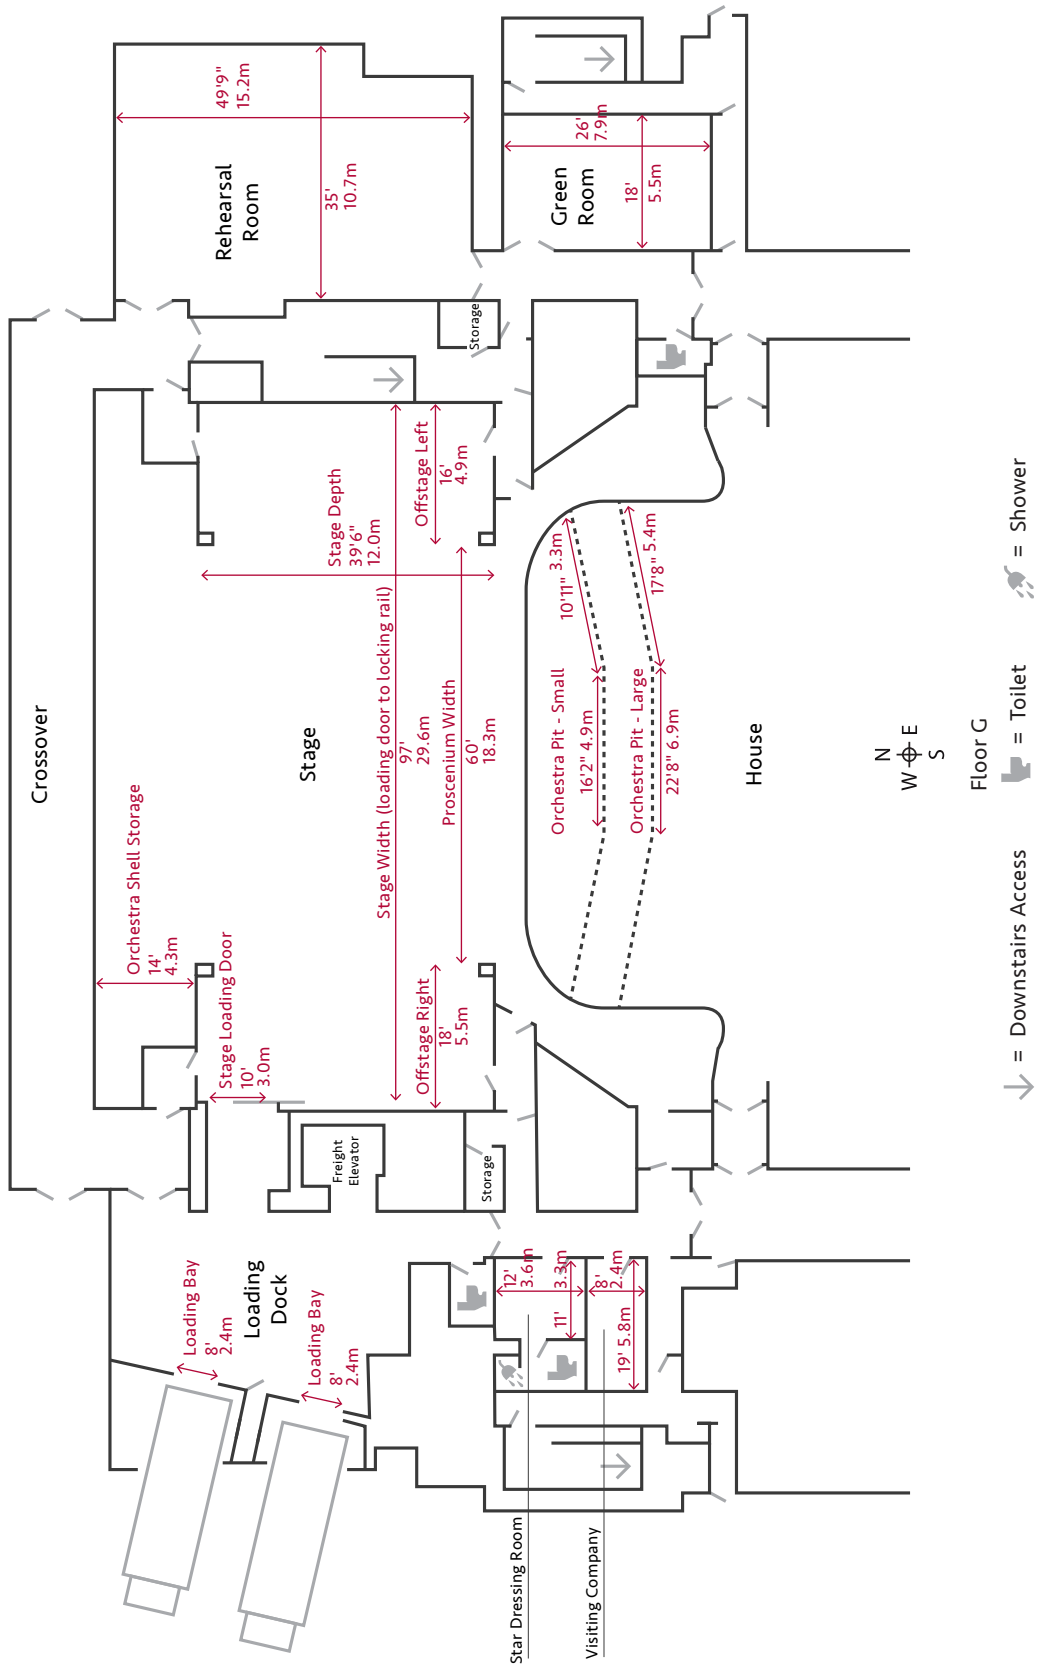 Crossover
Orchestra Shell Storage
14'
4.3m
Stage Loading Door
10'
3.0m
Stage
Stage Depth
39'6"
12.0m
Stage Width (loading door to locking rail)
97'
29.6m
Proscenium Width
60'
18.3m
Offstage Left
16'
4.9m
Offstage Right
18'
5.5m
Rehearsal
Room
49'9"
15.2m
35'
10.7m
Storage
Green
Room
26'
7.9m
18'
5.5m
Loading Bay
8'
2.4m
Loading
Dock
Loading Bay
8'
2.4m
Freight
Elevator
Storage
12'
3.6m
11'
3.3m
8'
2.4m
19' 5.8m
Star Dressing Room
Visiting Company
Orchestra Pit - Small
16'2" 4.9m
10'11" 3.3m
Orchestra Pit - Large
22'8" 6.9m
17'8" 5.4m
House
N
W E
S
Floor G
= Downstairs Access
= Toilet
= Shower